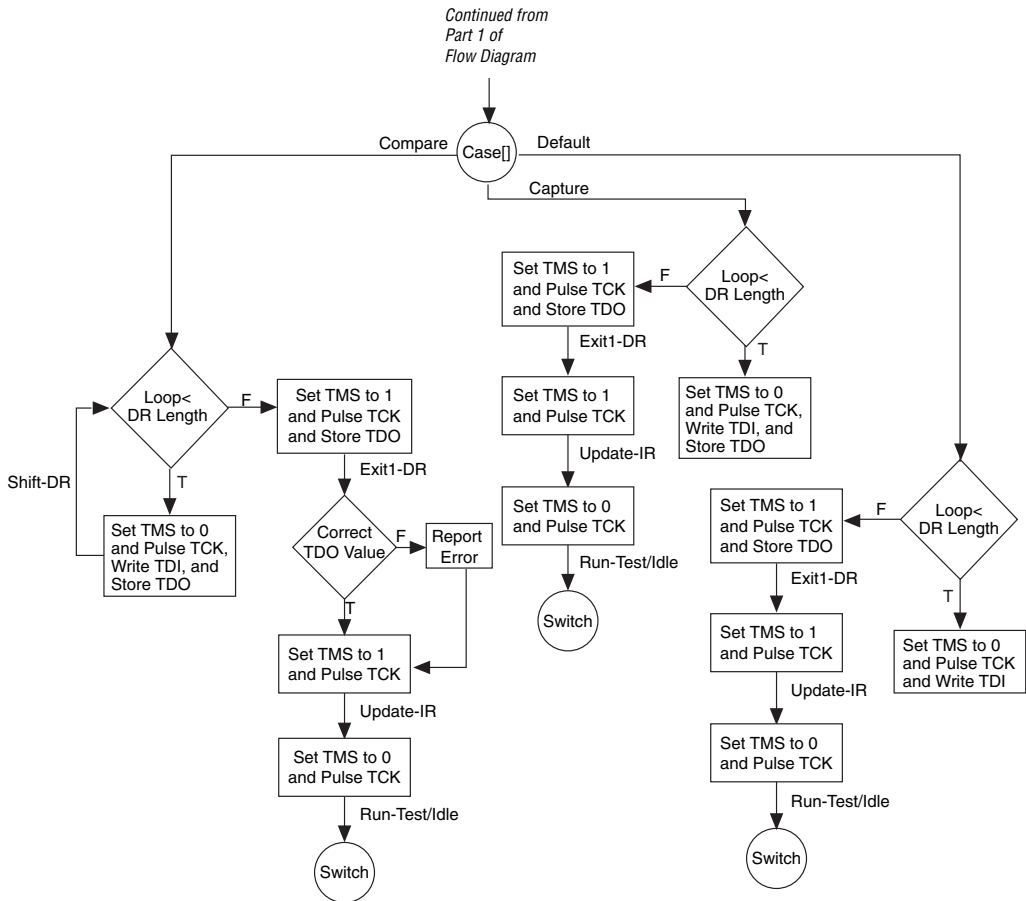 Continued from
Part 1 of
Flow Diagram
Compare
Case[]
Default
Capture
Loop<
DR Length
F
Set TMS to 1
and Pulse TCK
and Store TDO
T
Set TMS to 0
and Pulse TCK,
Write TDI, and
Store TDO
Exit1-DR
Set TMS to 1
and Pulse TCK
Update-IR
Set TMS to 0
and Pulse TCK
Run-Test/Idle
Switch
Loop<
DR Length
F
Set TMS to 1
and Pulse TCK
and Store TDO
Shift-DR
T
Set TMS to 0
and Pulse TCK,
Write TDI, and
Store TDO
Exit1-DR
Correct
TDO Value
F
Report
Error
T
Set TMS to 1
and Pulse TCK
Update-IR
Set TMS to 0
and Pulse TCK
Run-Test/Idle
Switch
Loop<
DR Length
F
Set TMS to 1
and Pulse TCK
and Store TDO
T
Set TMS to 0
and Pulse TCK
and Write TDI
Exit1-DR
Set TMS to 1
and Pulse TCK
Update-IR
Set TMS to 0
and Pulse TCK
Run-Test/Idle
Switch